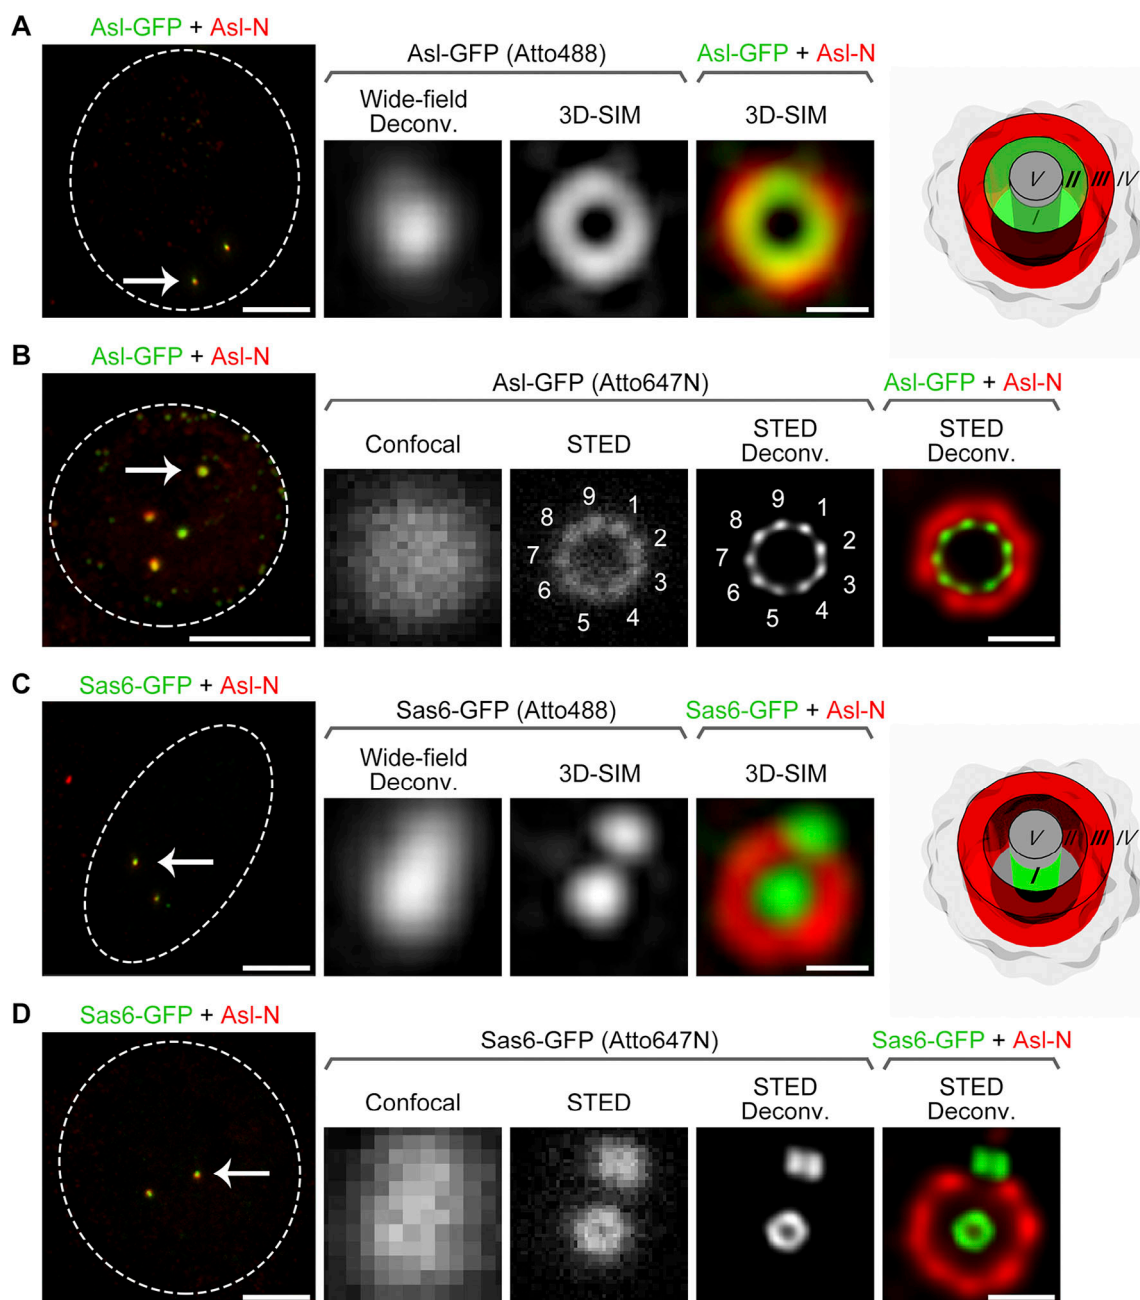 A
Asl-GFP + Asl-N
Asl-GFP (Atto488)
Asl-GFP + Asl-N
Wide-field
Deconv.
3D-SIM
3D-SIM
V
II
III
IV
I
B
Asl-GFP + Asl-N
Asl-GFP (Atto647N)
Asl-GFP + Asl-N
Confocal
STED
STED
Deconv.
STED
Deconv.
9
1
8
2
7
3
6
4
5
9
1
8
2
7
3
6
4
5
C
Sas6-GFP + Asl-N
Sas6-GFP (Atto488)
Sas6-GFP + Asl-N
Wide-field
Deconv.
3D-SIM
3D-SIM
V
II
III
IV
I
D
Sas6-GFP + Asl-N
Sas6-GFP (Atto647N)
Sas6-GFP + Asl-N
Confocal
STED
STED
Deconv.
STED
Deconv.